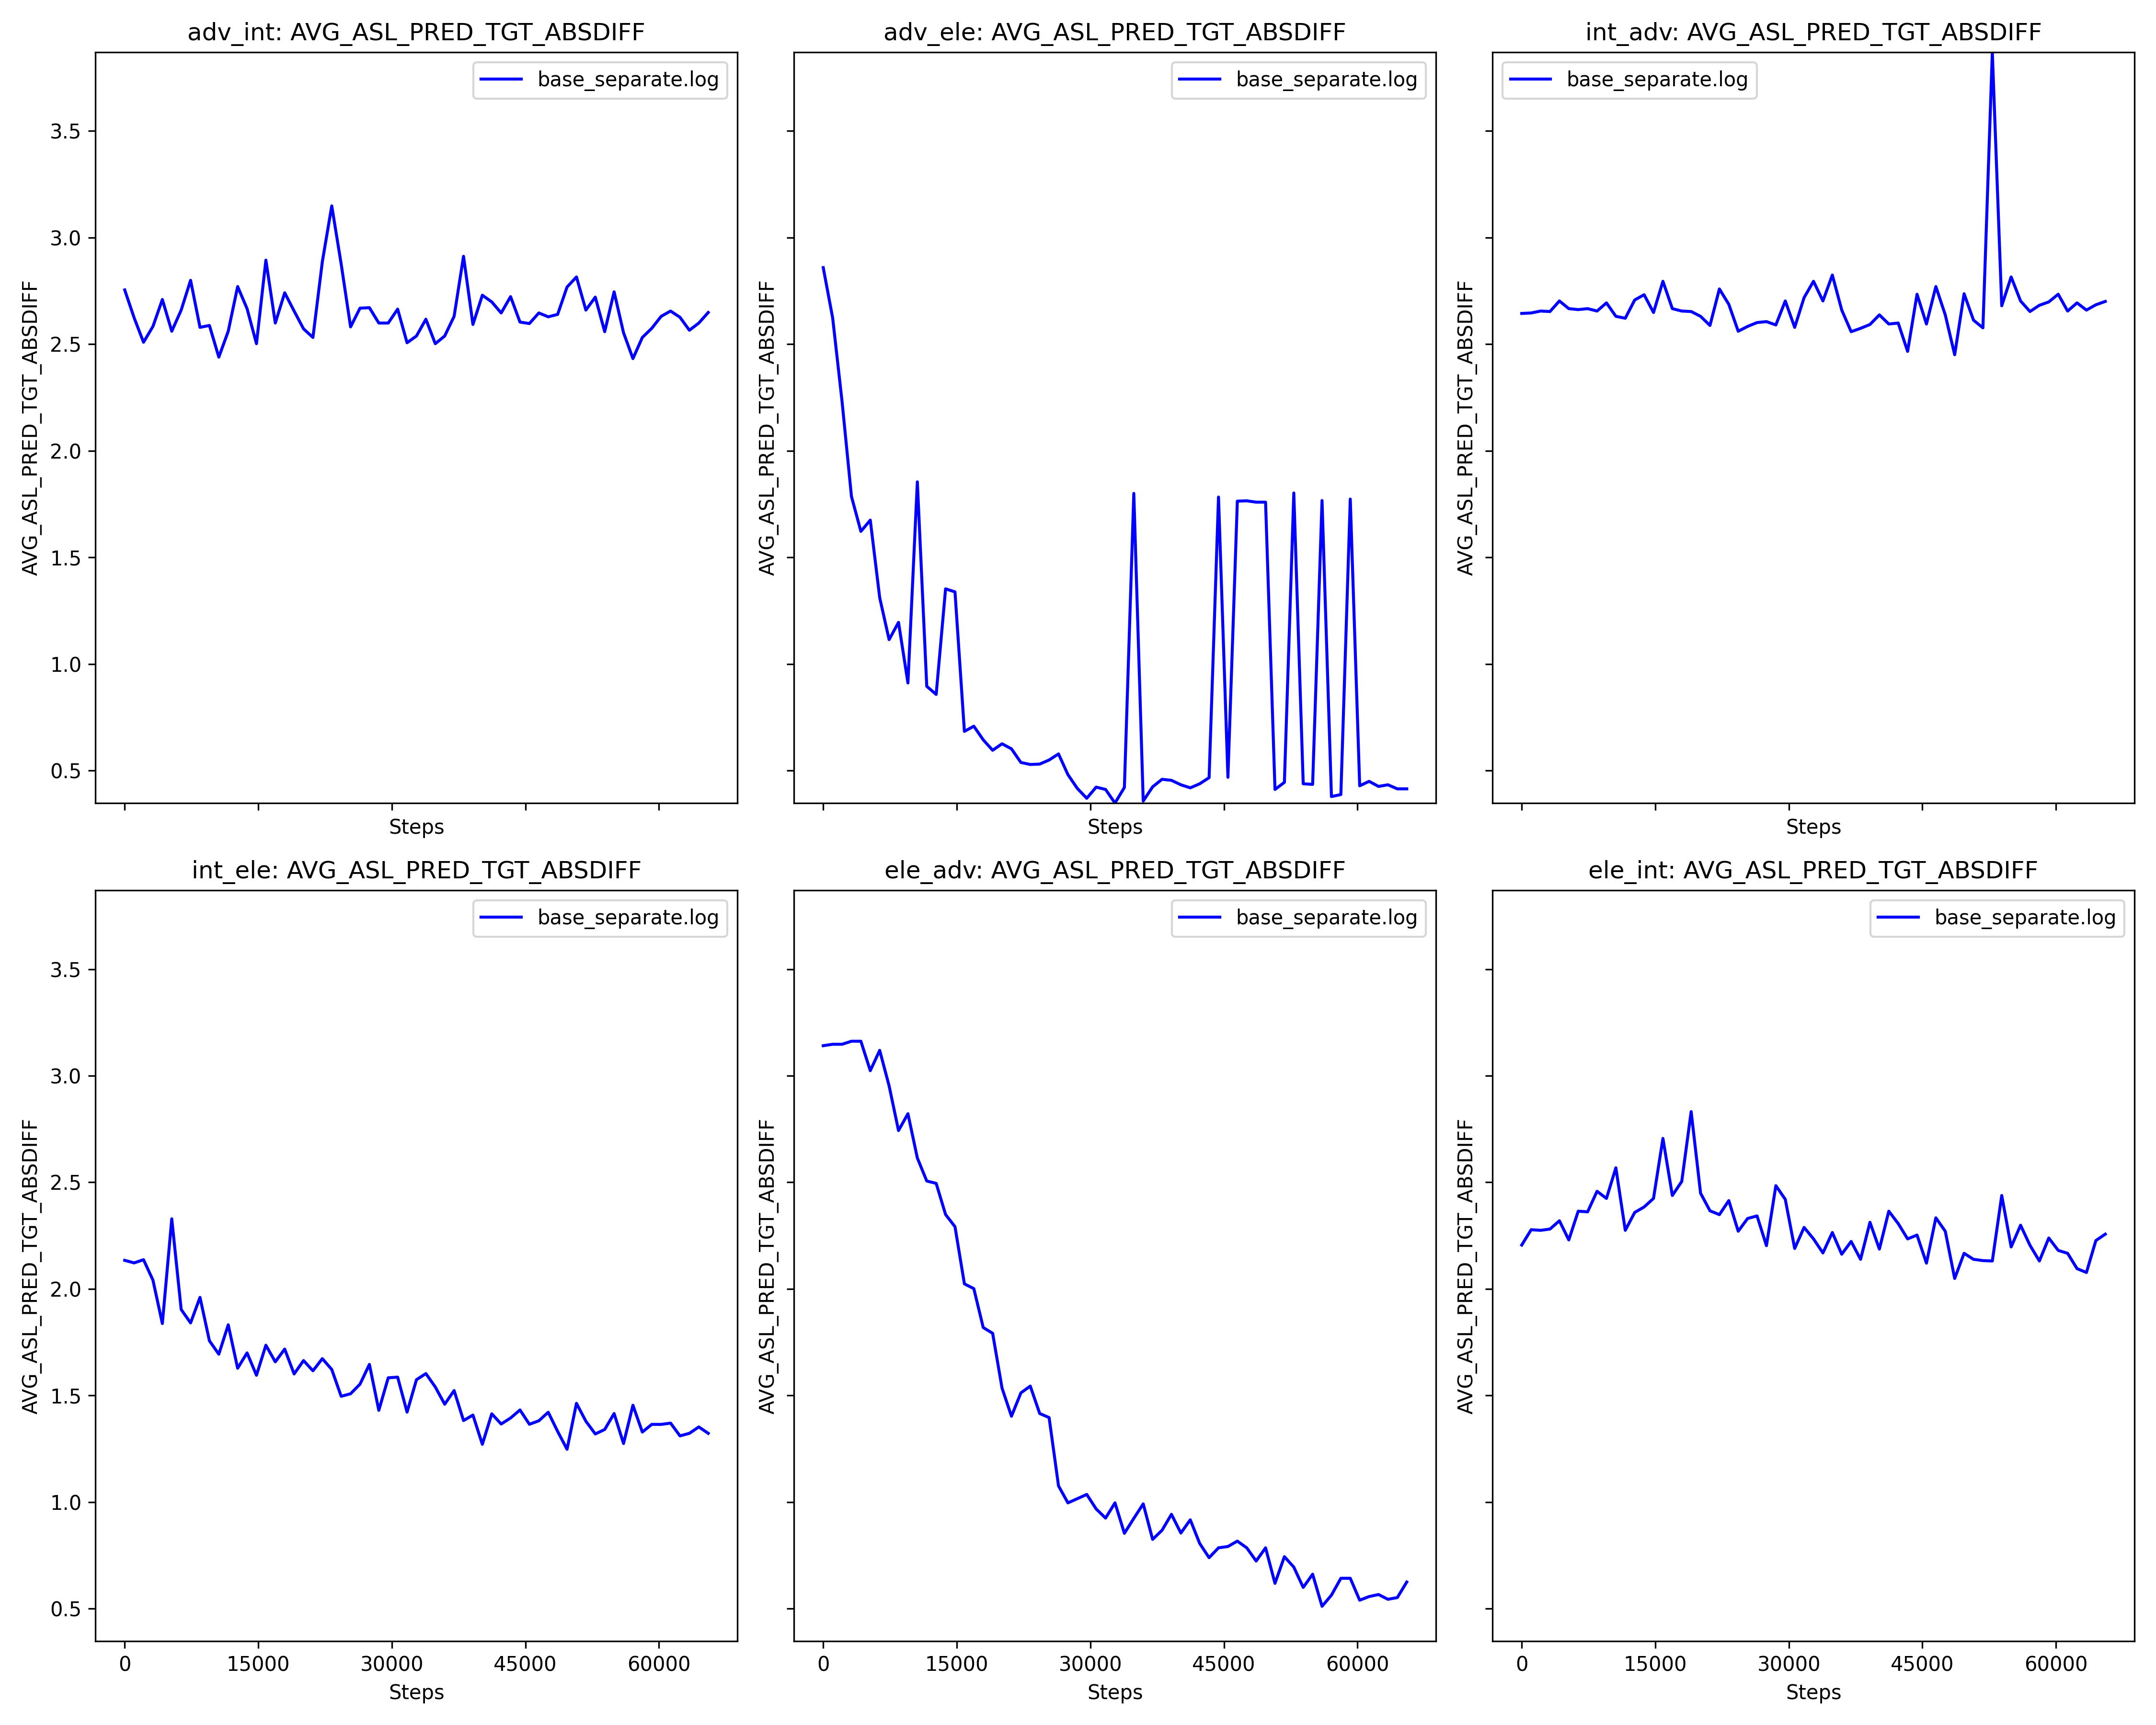 adv_int: AVG_ASL_PRED_TGT_ABSDIFF
AVG_ASL_PRED_TGT_ABSDIFF
3.5
3.0
2.5
2.0
1.5
1.0
0.5
base_separate.log
Steps
adv_ele: AVG_ASL_PRED_TGT_ABSDIFF
AVG_ASL_PRED_TGT_ABSDIFF
base_separate.log
Steps
int_adv: AVG_ASL_PRED_TGT_ABSDIFF
AVG_ASL_PRED_TGT_ABSDIFF
base_separate.log
Steps
int_ele: AVG_ASL_PRED_TGT_ABSDIFF
AVG_ASL_PRED_TGT_ABSDIFF
3.5
3.0
2.5
2.0
1.5
1.0
0.5
base_separate.log
0 15000 30000 45000 60000
Steps
ele_adv: AVG_ASL_PRED_TGT_ABSDIFF
AVG_ASL_PRED_TGT_ABSDIFF
base_separate.log
0 15000 30000 45000 60000
Steps
ele_int: AVG_ASL_PRED_TGT_ABSDIFF
AVG_ASL_PRED_TGT_ABSDIFF
base_separate.log
0 15000 30000 45000 60000
Steps